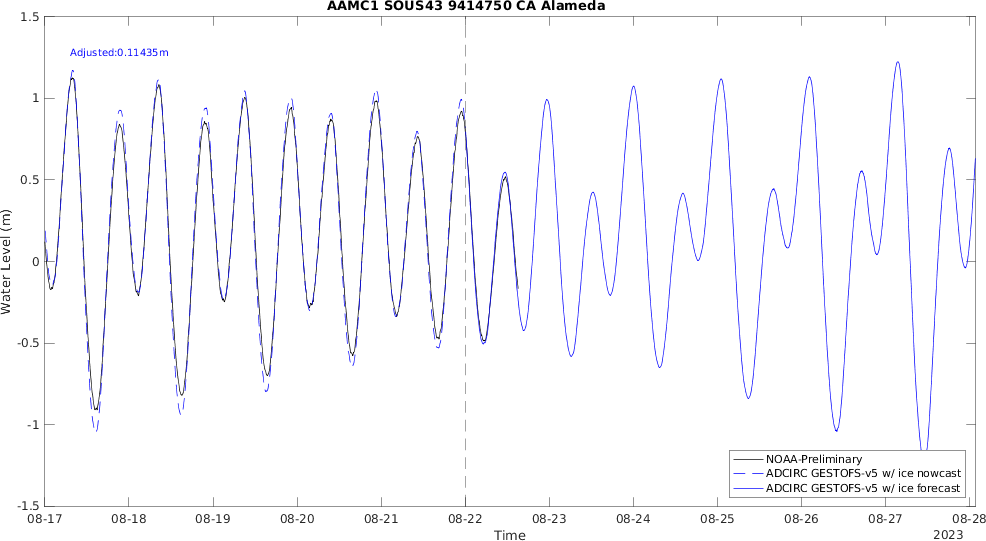 AAMC1 SOUS43 9414750 CA Alameda
Adjusted:0.11435m
Water Level (m)
1.5
1
0.5
0
-0.5
-1
-1.5
NOAA-Preliminary
ADCIRC GESTOFS-v5 w/ ice nowcast
ADCIRC GESTOFS-v5 w/ ice forecast
08-17 08-18 08-19 08-20 08-21 08-22 08-23 08-24 08-25 08-26 08-27 08-28
Time
2023